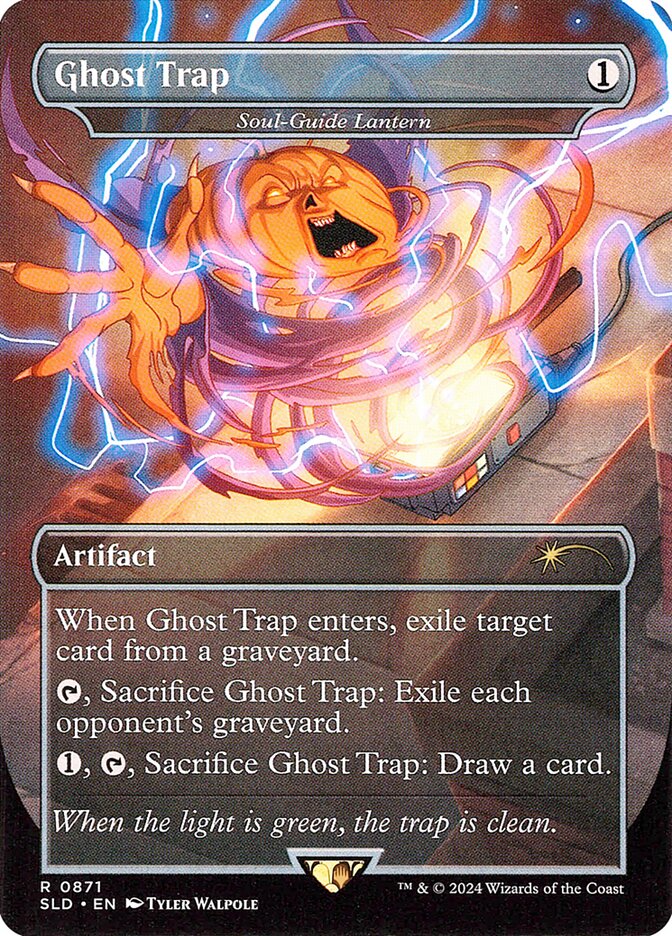 Ghost Trap 1
Soul-Guide Lantern
Artifact
When Ghost Trap enters, exile target
card from a graveyard.
, Sacrifice Ghost Trap: Exile each
opponent's graveyard.
1, , Sacrifice Ghost Trap: Draw a card.
When the light is green, the trap is clean.
R 0871
™ & © 2024 Wizards of the Coast
SLD • EN Tyler Walpole